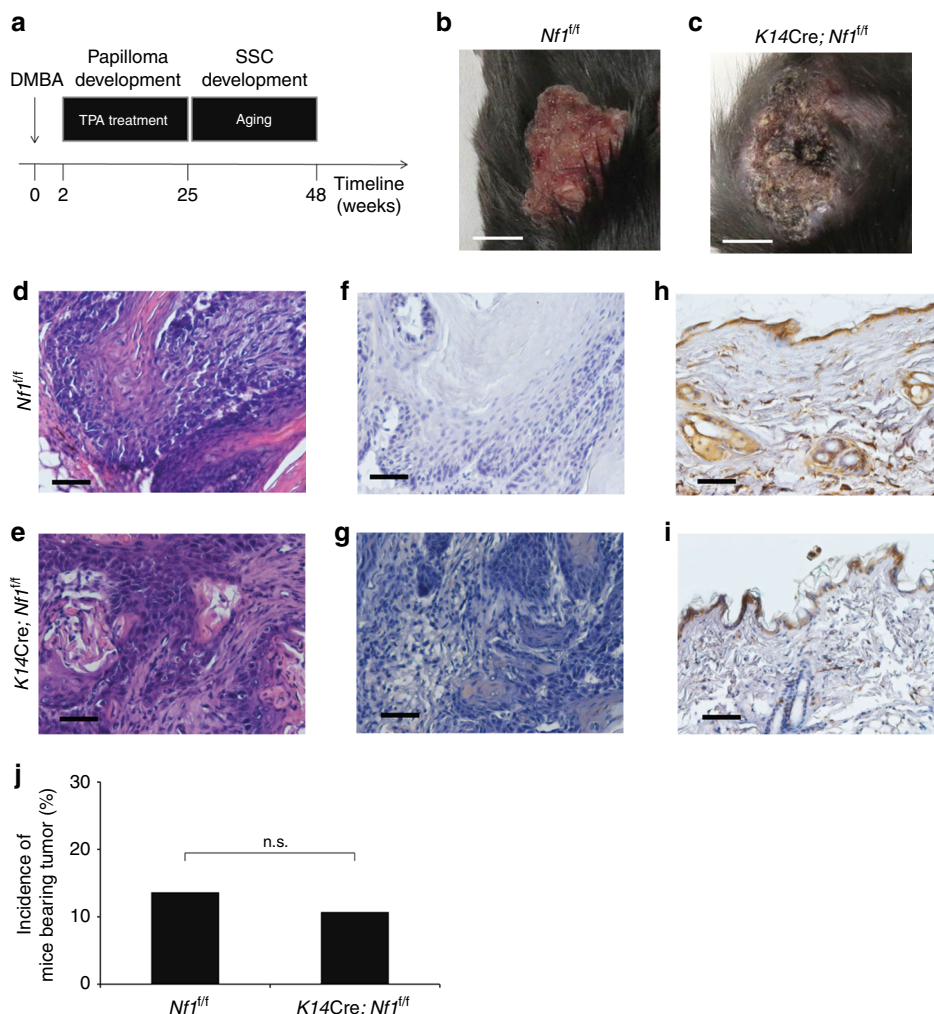 a
DMBA
Papilloma
development
SSC
development
TPA treatment
Aging
0
2
25
48
Timeline
(weeks)
b
Nf1f/f
c
K14Cre; Nf1f/f
d
f
h
Nf1f/f
e
g
i
K14Cre; Nf1f/f
j
Incidence of
mice bearing tumor (%)
30
20
10
0
n.s.
Nf1f/f
K14Cre; Nf1f/f